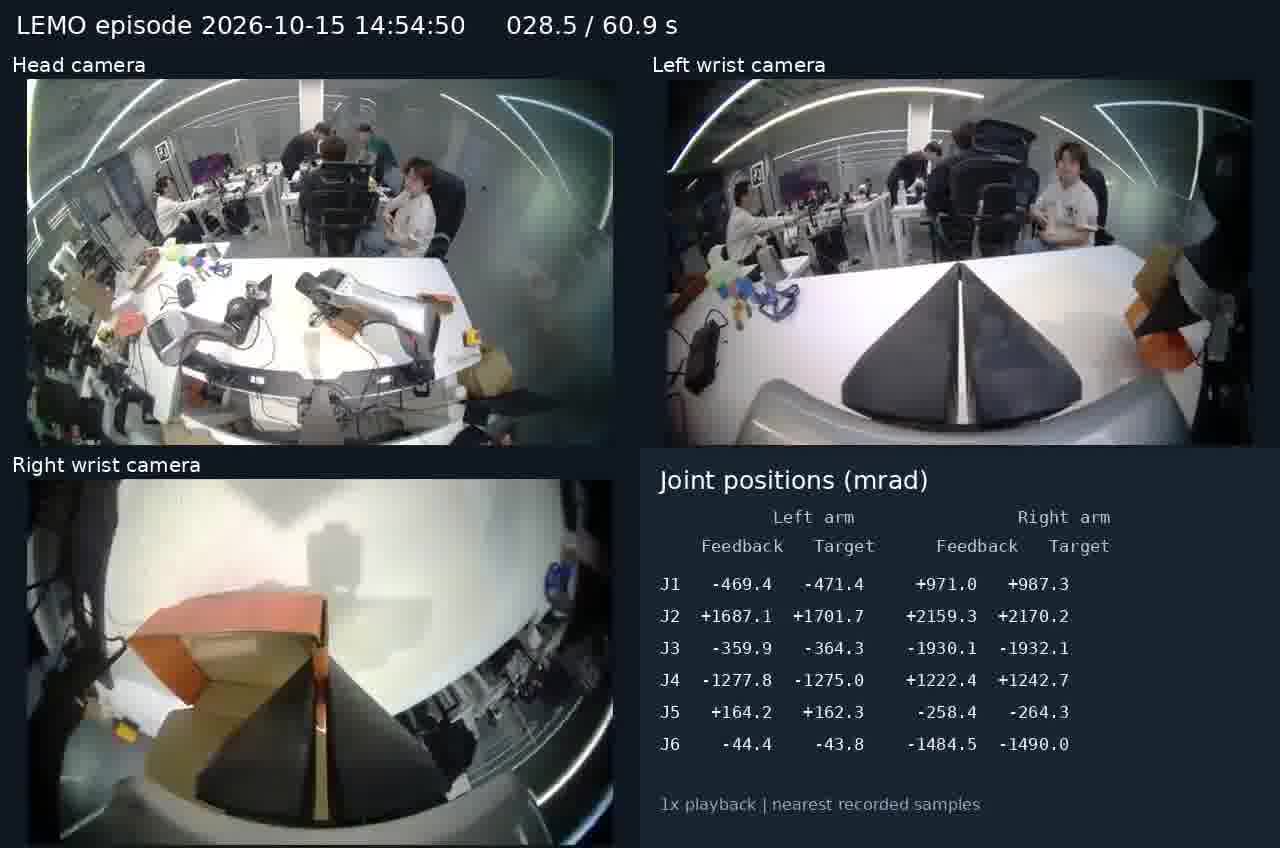 LEMO episode 2026-10-15 14:54:50 028.5 / 60.9 s
Head camera
Left wrist camera
Right wrist camera
Joint positions (mrad)
Left arm Right arm
Feedback Target Feedback Target
J1 -469.4 -471.4 +971.0 +987.3
J2 +1687.1 +1701.7 +2159.3 +2170.2
J3 -359.9 -364.3 -1930.1 -1932.1
J4 -1277.8 -1275.0 +1222.4 +1242.7
J5 +164.2 +162.3 -258.4 -264.3
J6 -44.4 -43.8 -1484.5 -1490.0
1x playback | nearest recorded samples